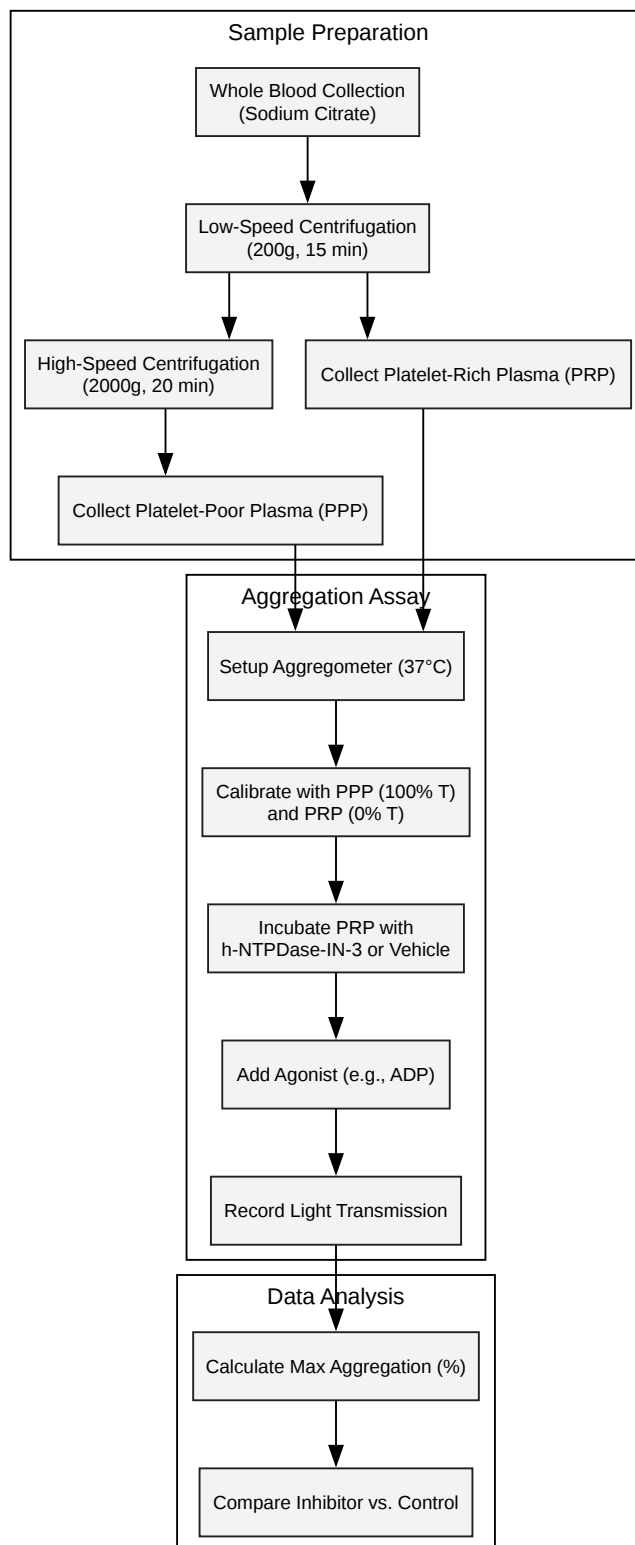 Sample Preparation
Whole Blood Collection
(Sodium Citrate)
Low-Speed Centrifugation
(200g, 15 min)
High-Speed Centrifugation
(2000g, 20 min)
Collect Platelet-Rich Plasma (PRP)
Collect Platelet-Poor Plasma (PPP)
Aggregation Assay
Setup Aggregometer (37°C)
Calibrate with PPP (100% T)
and PRP (0% T)
Incubate PRP with
h-NTPDase-IN-3 or Vehicle
Add Agonist (e.g., ADP)
Record Light Transmission
Data Analysis
Calculate Max Aggregation (%)
Compare Inhibitor vs. Control